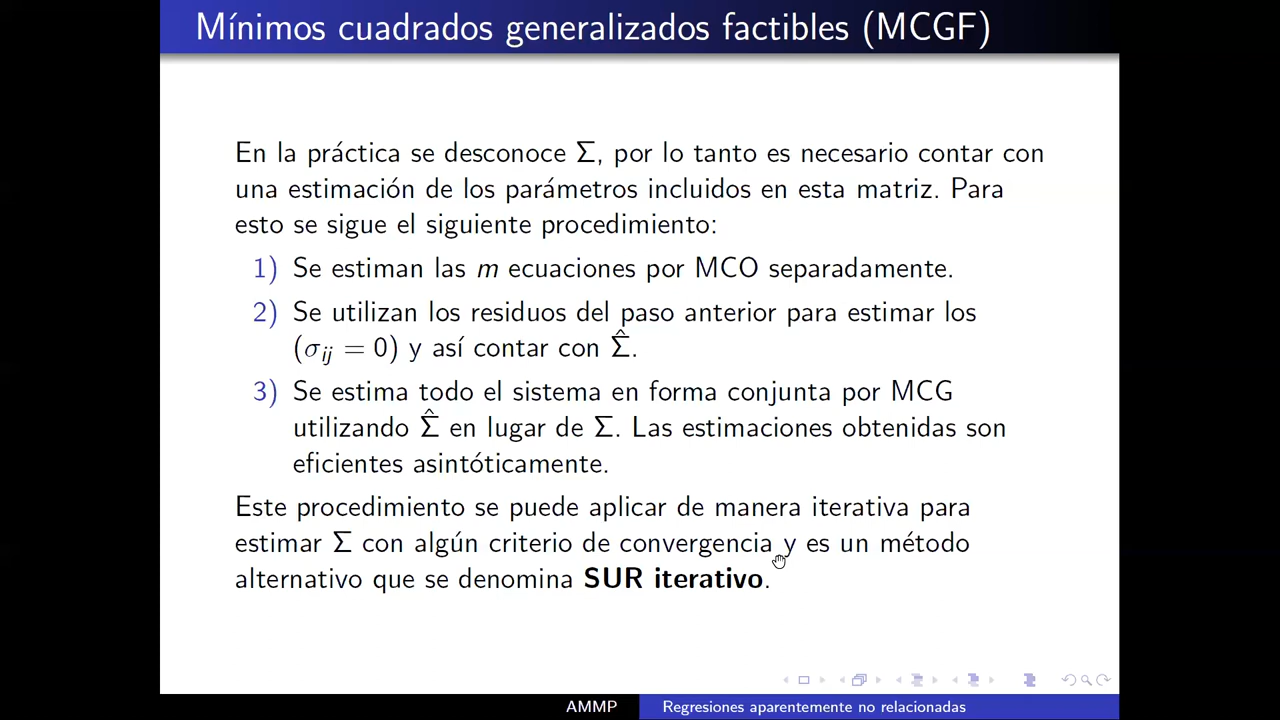 Mínimos cuadrados generalizados factibles (MCGF)
En la práctica se desconoce Σ, por lo tanto es necesario contar con
una estimación de los parámetros incluidos en esta matriz. Para
esto se sigue el siguiente procedimiento:
1) Se estiman las m ecuaciones por MCO separadamente.
2) Se utilizan los residuos del paso anterior para estimar los
(σij = 0) y así contar con Σ̂.
3) Se estima todo el sistema en forma conjunta por MCG
utilizando Σ̂ en lugar de Σ. Las estimaciones obtenidas son
eficientes asintóticamente.
Este procedimiento se puede aplicar de manera iterativa para
estimar Σ con algún criterio de convergencia y es un método
alternativo que se denomina SUR iterativo.
AMMP Regresiones aparentemente no relacionadas